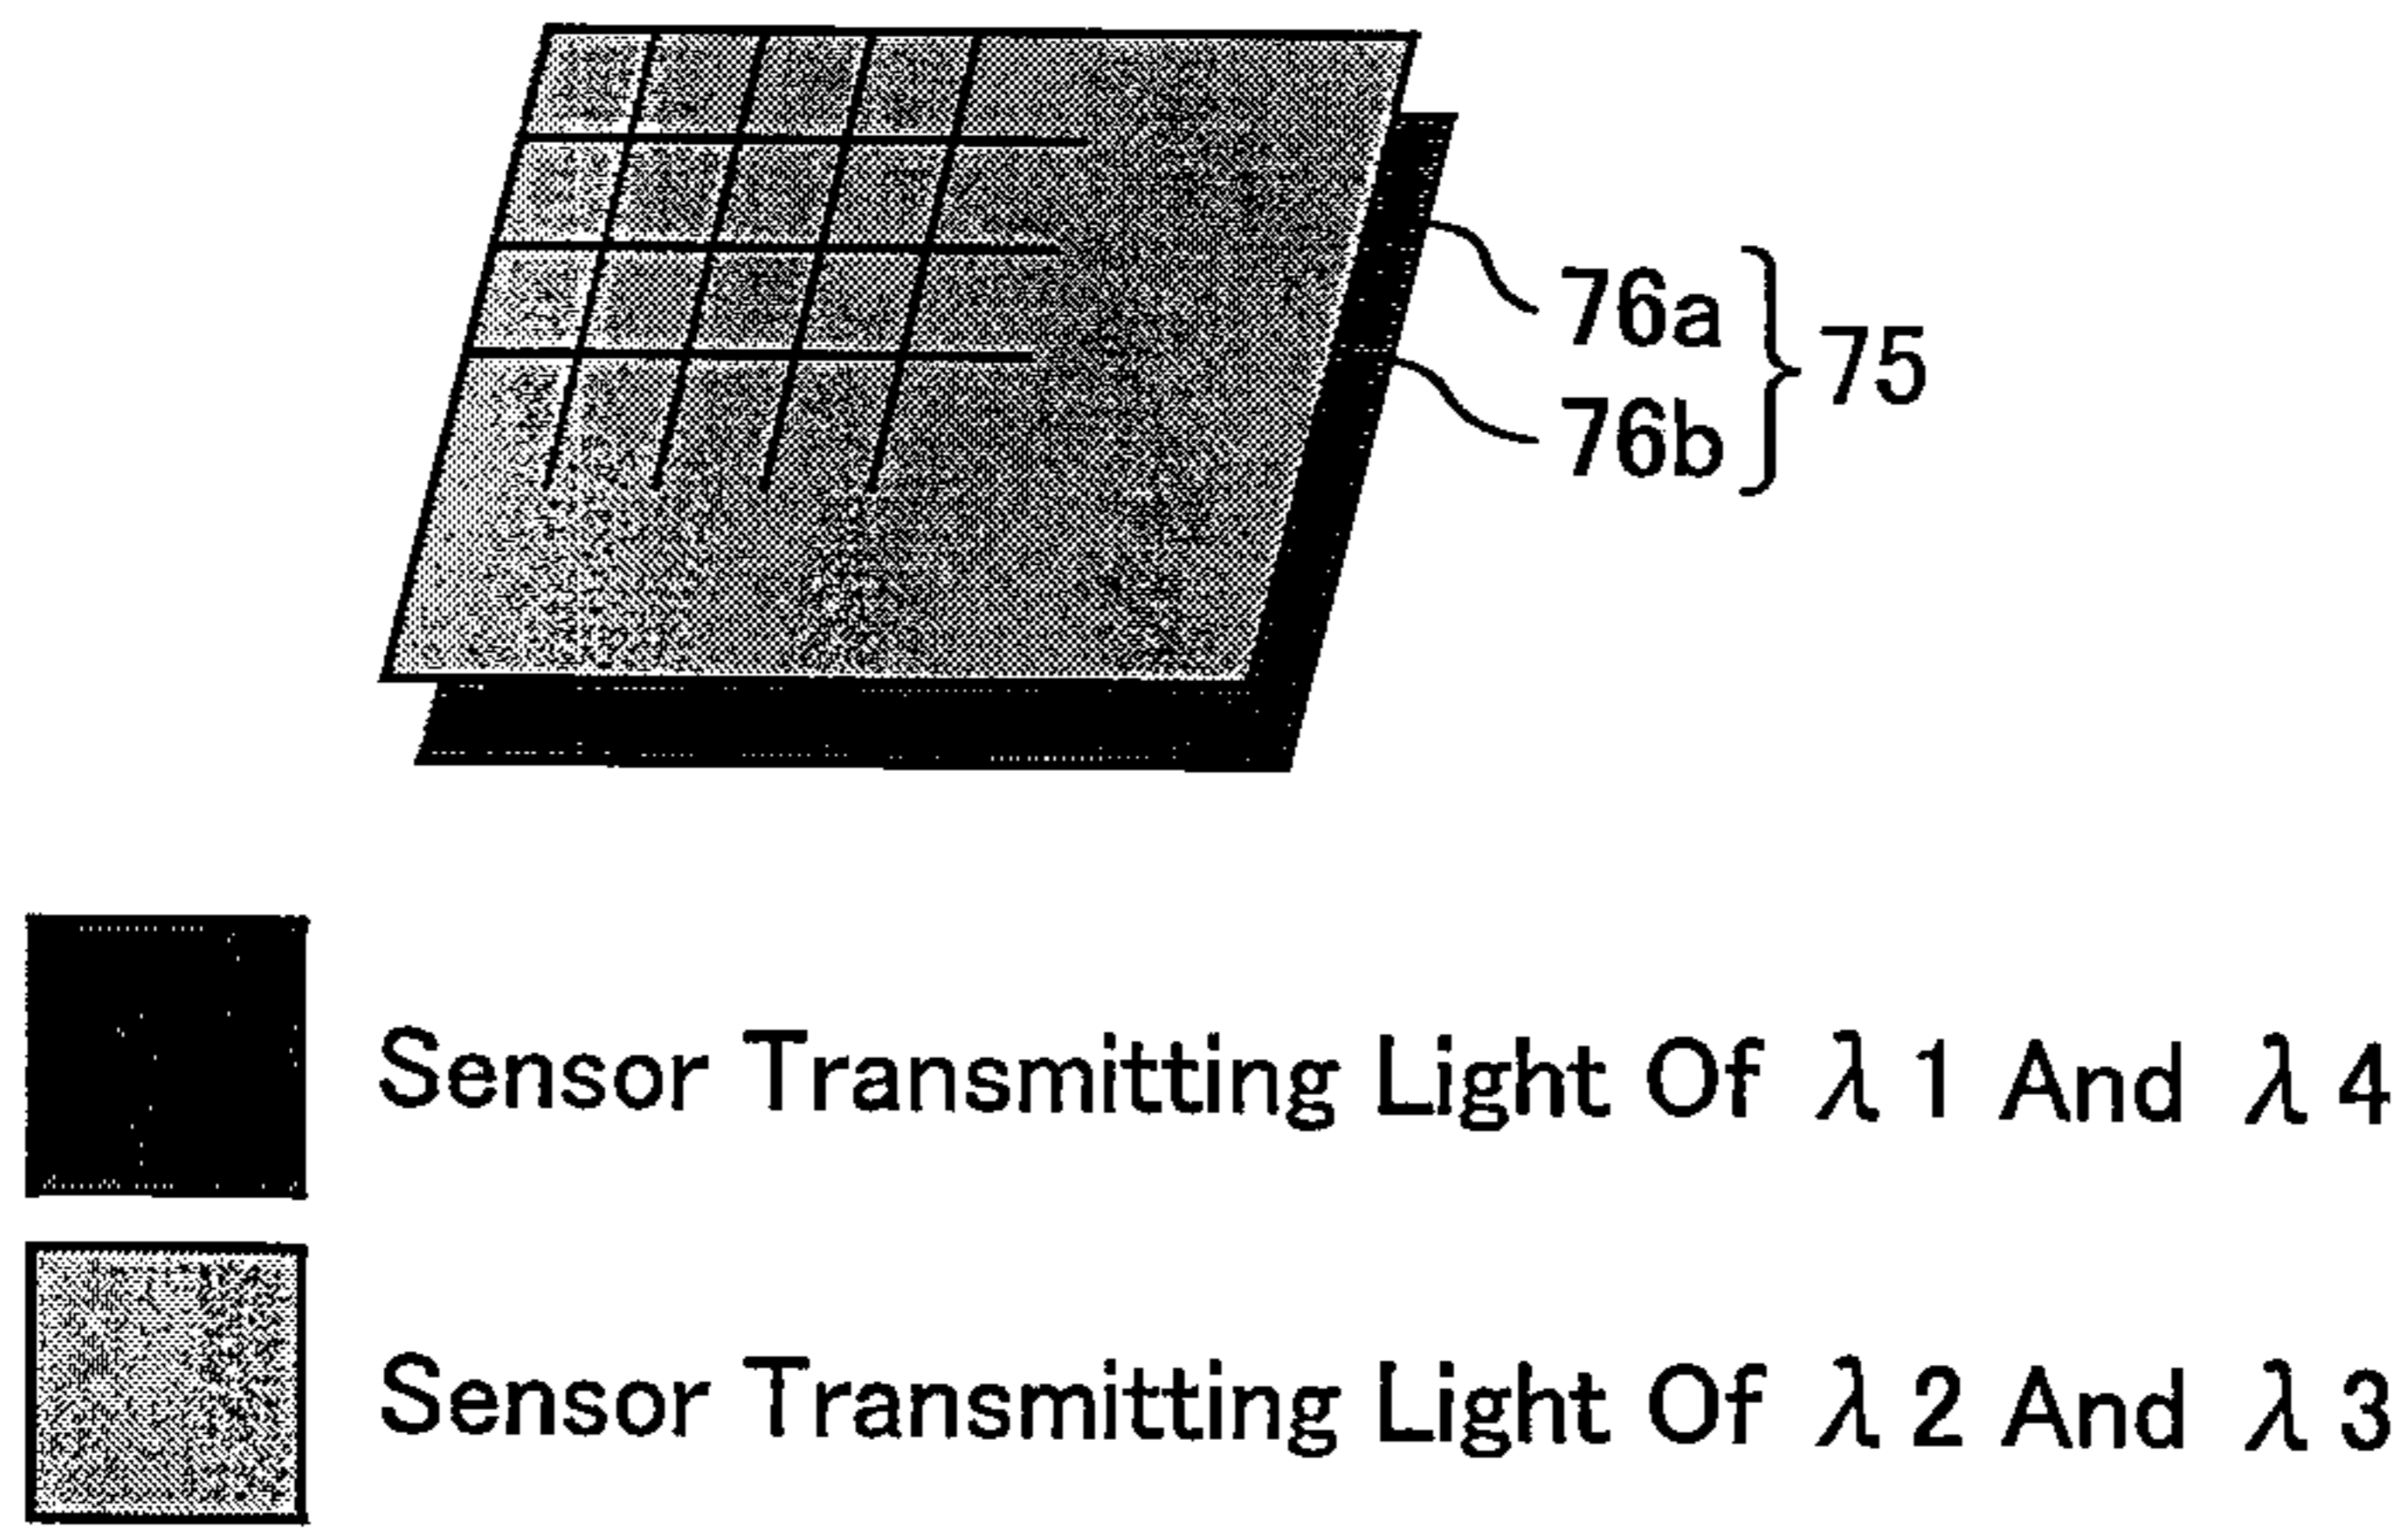 76a
76b
75
Sensor Transmitting Light Of λ1 And λ4
Sensor Transmitting Light Of λ2 And λ3